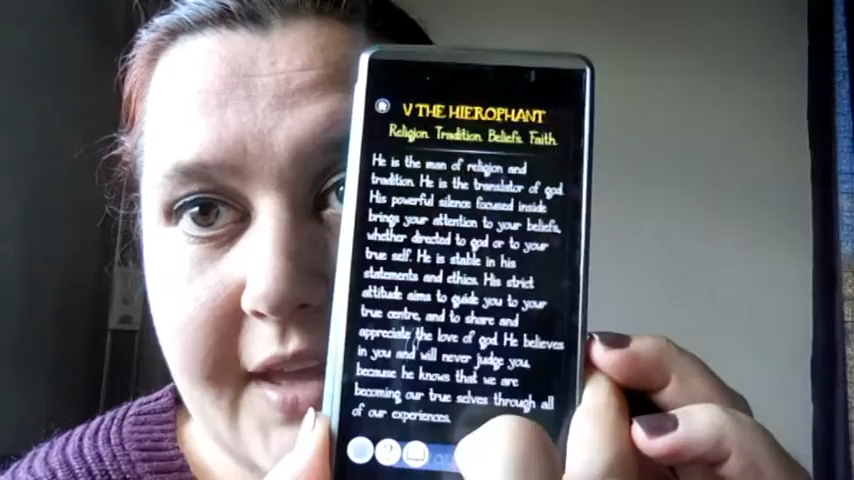 V THE HIEROPHANT
Religion. Tradition. Beliefs. Faith.
He is the man of religion and
tradition. He is the translator of god.
His powerful silence focused inside
brings your attention to your beliefs,
whether directed to god or to your
true self. He is stable in his
statements and ethics. His strict
attitude aims to guide you to your
true centre, and to share and
appreciate the love of god. He believes
in you and will never judge you,
because he knows that we are
becoming our true selves through all
of our experiences.
?